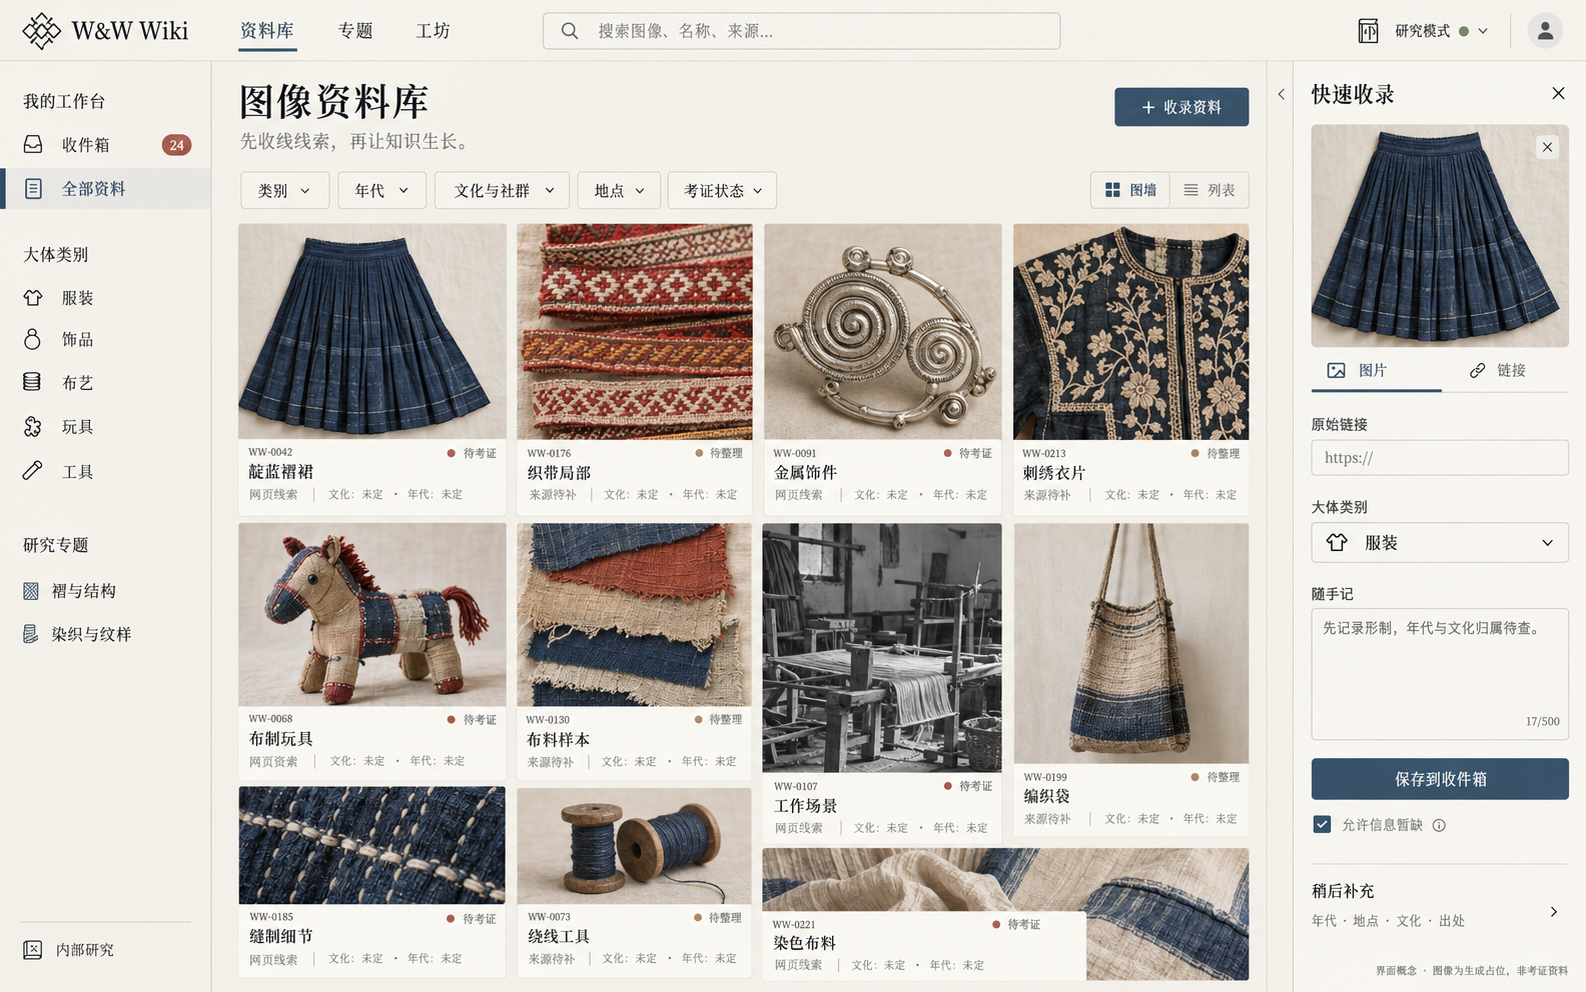 W&W Wiki
资料库
专题
工坊
搜索图像、名称、来源...
研究模式
我的工作台
收件箱
24
全部资料
大体类别
服装
饰品
布艺
玩具
工具
研究专题
褶与结构
染织与纹样
内部研究
图像资料库
先收线线索，再让知识生长。
+ 收录资料
类别
年代
文化与社群
地点
考证状态
图墙
列表
WW-0042
待考证
靛蓝褶裙
网页线索 | 文化：未定 • 年代：未定
WW-0176
待整理
织带局部
来源待补 | 文化：未定 • 年代：未定
WW-0091
待考证
金属饰件
网页线索 | 文化：未定 • 年代：未定
WW-0213
待整理
刺绣衣片
来源待补 | 文化：未定 • 年代：未定
WW-0068
待考证
布制玩具
网页资索 | 文化：未定 • 年代：未定
WW-0130
待整理
布料样本
来源待补 | 文化：未定 • 年代：未定
WW-0107
待考证
工作场景
网页线索 | 文化：未定 • 年代：未定
WW-0199
待整理
编织袋
来源待补 | 文化：未定 • 年代：未定
WW-0185
待考证
缝制细节
网页线索 | 文化：未定 • 年代：未定
WW-0073
待整理
绕线工具
来源待补 | 文化：未定 • 年代：未定
WW-0221
待考证
染色布料
网页线索 | 文化：未定 • 年代：未定
快速收录
图片
链接
原始链接
https://
大体类别
服装
随手记
先记录形制，年代与文化归属待查。
17/500
保存到收件箱
允许信息暂缺
稍后补充
年代 · 地点 · 文化 · 出处
界面概念 · 图像为生成占位，非考证资料